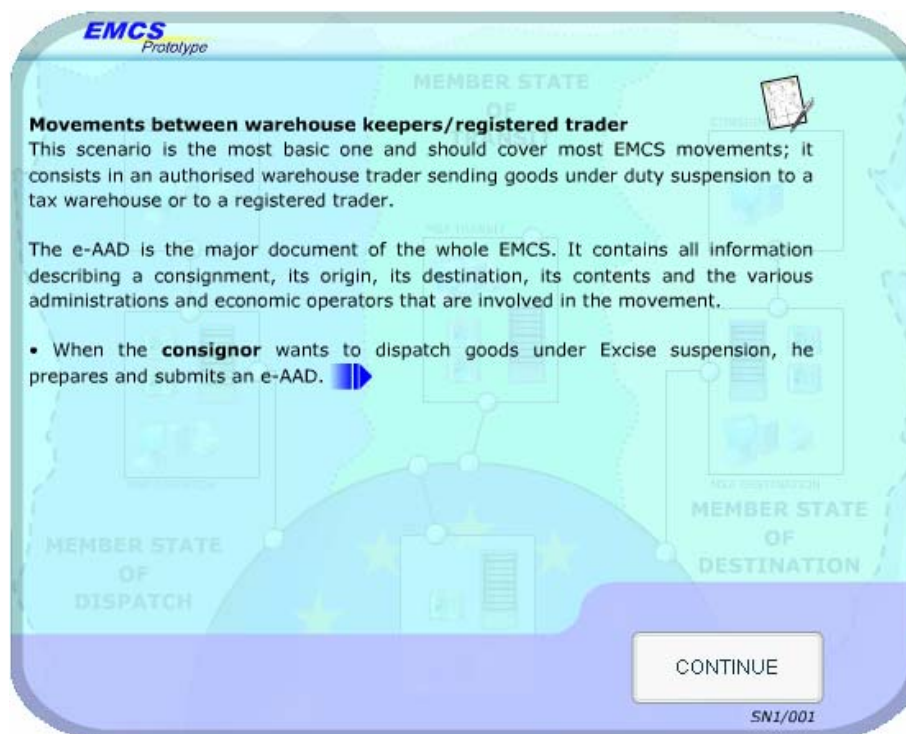 EMCS
Prototype
MEMBER STATE
OF
Movements between warehouse keepers/registered trader
This scenario is the most basic one and should cover most EMCS movements; it
consists in an authorised warehouse trader sending goods under duty suspension to a
tax warehouse or to a registered trader.
The e-AAD is the major document of the whole EMCS. It contains all information
describing a consignment, its origin, its destination, its contents and the various
administrations and economic operators that are involved in the movement.
• When the consignor wants to dispatch goods under Excise suspension, he
prepares and submits an e-AAD.
MEMBER STATE
OF
DESTINATION
MEMBER STATE
OF
DISPATCH
CONTINUE
SN1/001